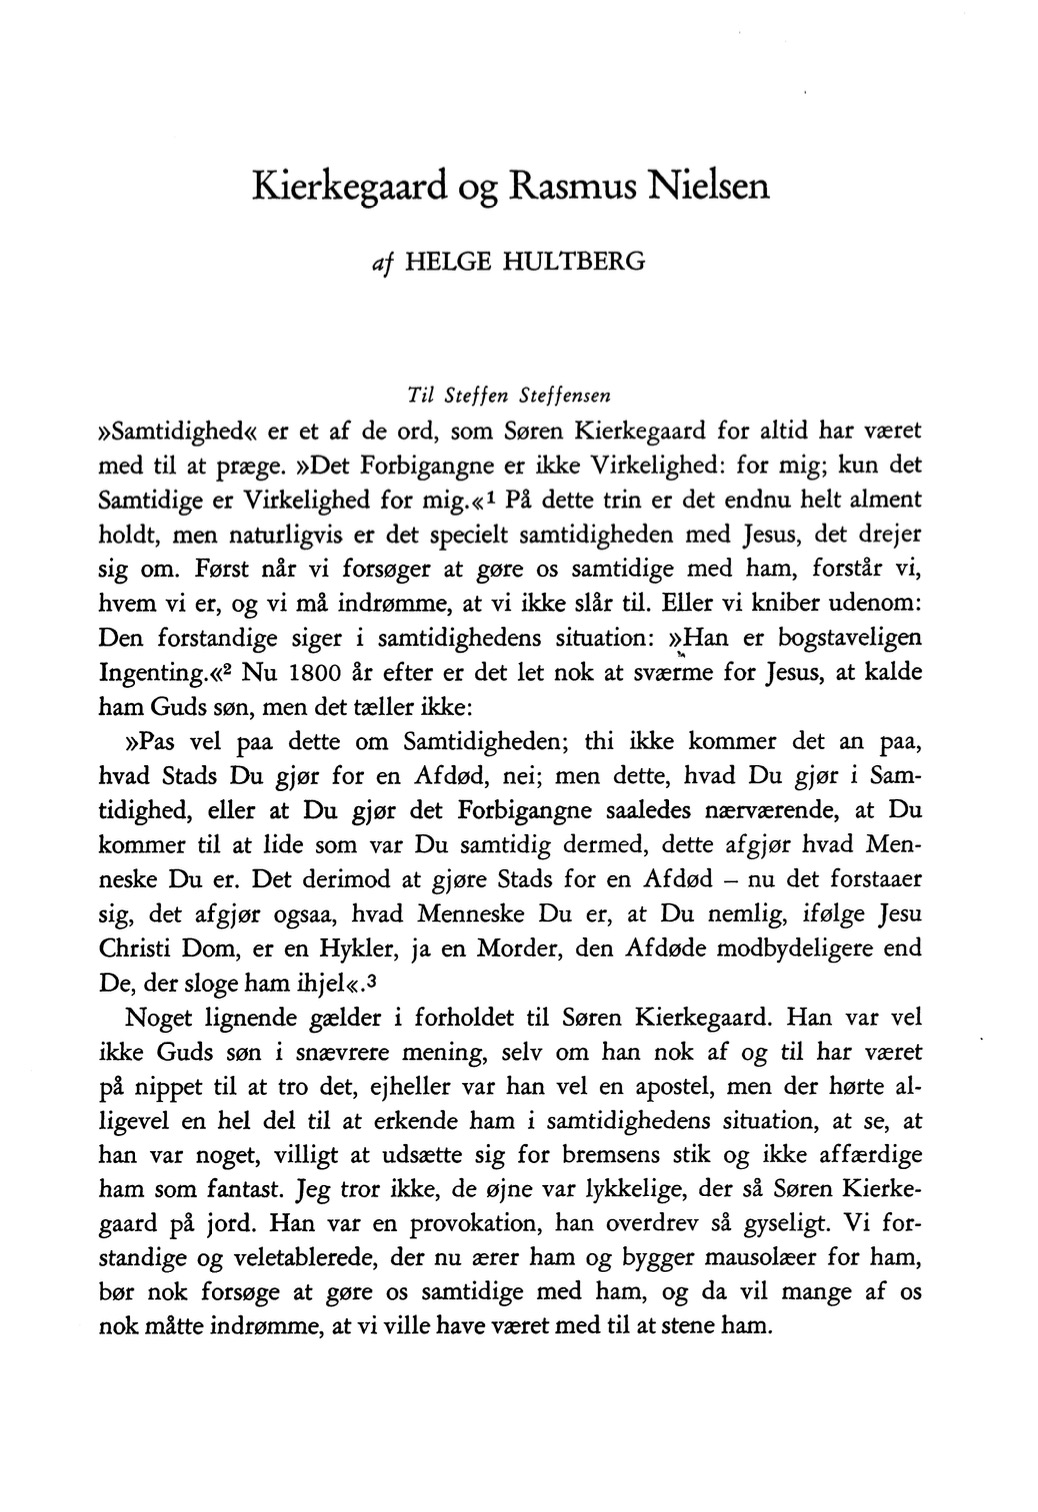 Kierkegaard og Rasmus Nielsen
af HELGE HULTBERG
Til Steffen Steffensen
»Samtidighed« er et af de ord, som Søren Kierkegaard for altid har været
med til at præge. »Det Forbigangne er ikke Virkelighed: for mig; kun det
Samtidige er Virkelighed for mig.«¹ På dette trin er det endnu helt alment
holdt, men naturligvis er det specielt samtidigheden med Jesus, det drejer
sig om. Først når vi forsøger at gøre os samtidige med ham, forstår vi,
hvem vi er, og vi må indrømme, at vi ikke slår til. Eller vi kniber udenom:
Den forstandige siger i samtidighedens situation: »Han er bogstaveligen
Ingenting.«² Nu 1800 år efter er det let nok at sværme for Jesus, at kalde
ham Guds søn, men det tæller ikke:
»Pas vel paa dette om Samtidigheden; thi ikke kommer det an paa,
hvad Stads Du gjør for en Afdød, nei; men dette, hvad Du gjør i Sam-
tidighed, eller at Du gjør det Forbigangne saaledes nærværende, at Du
kommer til at lide som var Du samtidig dermed, dette afgjør hvad Men-
neske Du er. Det derimod at gjøre Stads for en Afdød – nu det forstaaer
sig, det afgjør ogsaa, hvad Menneske Du er, at Du nemlig, ifølge Jesu
Christi Dom, er en Hykler, ja en Morder, den Afdøde modbydeligere end
De, der sloge ham ihjel«.³
Noget lignende gælder i forholdet til Søren Kierkegaard. Han var vel
ikke Guds søn i snævrere mening, selv om han nok af og til har været
på nippet til at tro det, ejheller var han vel en apostel, men der hørte al-
ligevel en hel del til at erkende ham i samtidighedens situation, at se, at
han var noget, villigt at udsætte sig for bremsens stik og ikke affærdige
ham som fantast. Jeg tror ikke, de øjne var lykkelige, der så Søren Kierke-
gaard på jord. Han var en provokation, han overdrev så gyseligt. Vi for-
standige og veletablerede, der nu ærer ham og bygger mausolæer for ham,
bør nok forsøge at gøre os samtidige med ham, og da vil mange af os
nok måtte indrømme, at vi ville have været med til at stene ham.